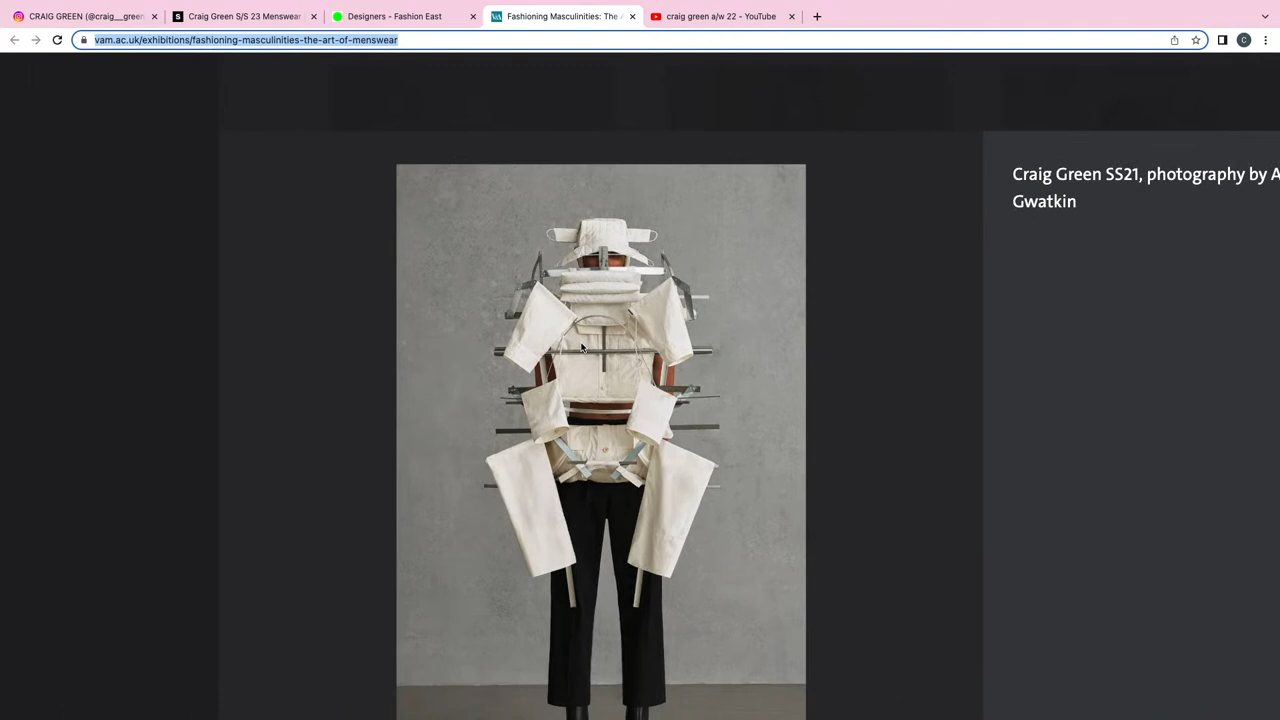 CRAIG GREEN (@craig__green
Craig Green S/S 23 Menswear
Designers - Fashion East
Fashioning Masculinities: The A
craig green a/w 22 - YouTube
vam.ac.uk/exhibitions/fashioning-masculinities-the-art-of-menswear
C
Craig Green SS21, photography by A
Gwatkin